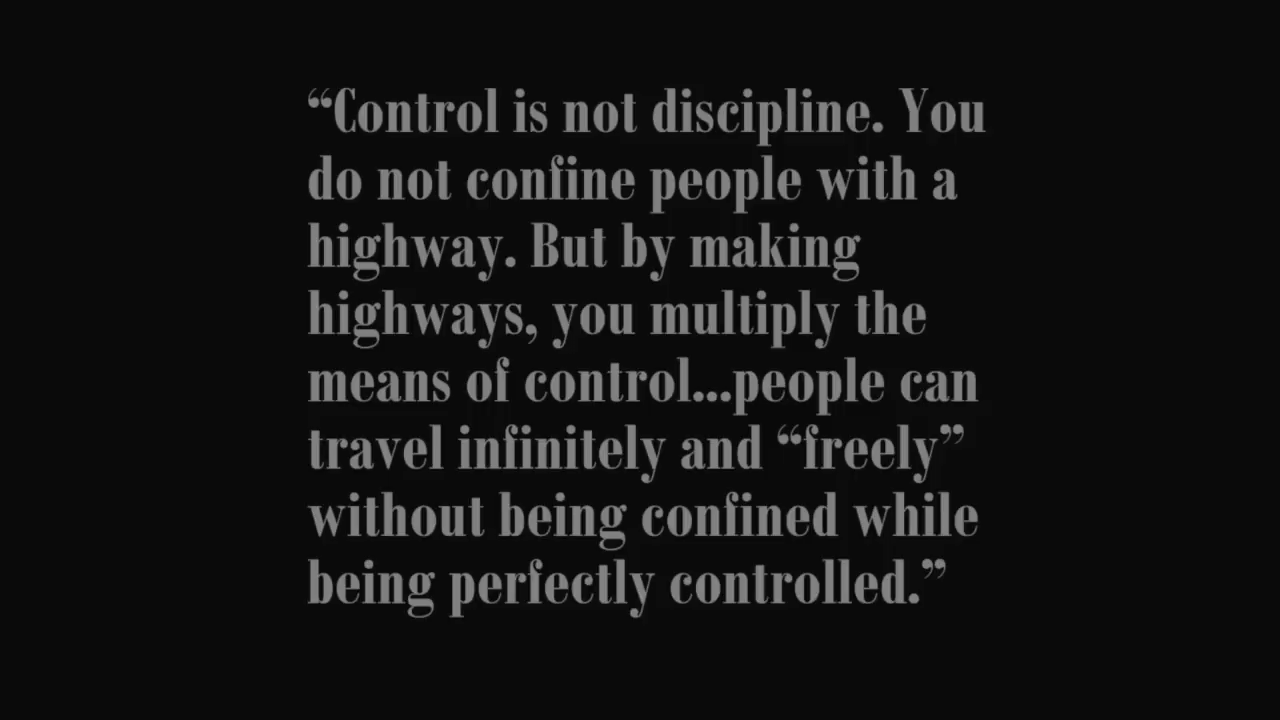 “Control is not discipline. You
do not confine people with a
highway. But by making
highways, you multiply the
means of control...people can
travel infinitely and “freely”
without being confined while
being perfectly controlled.”